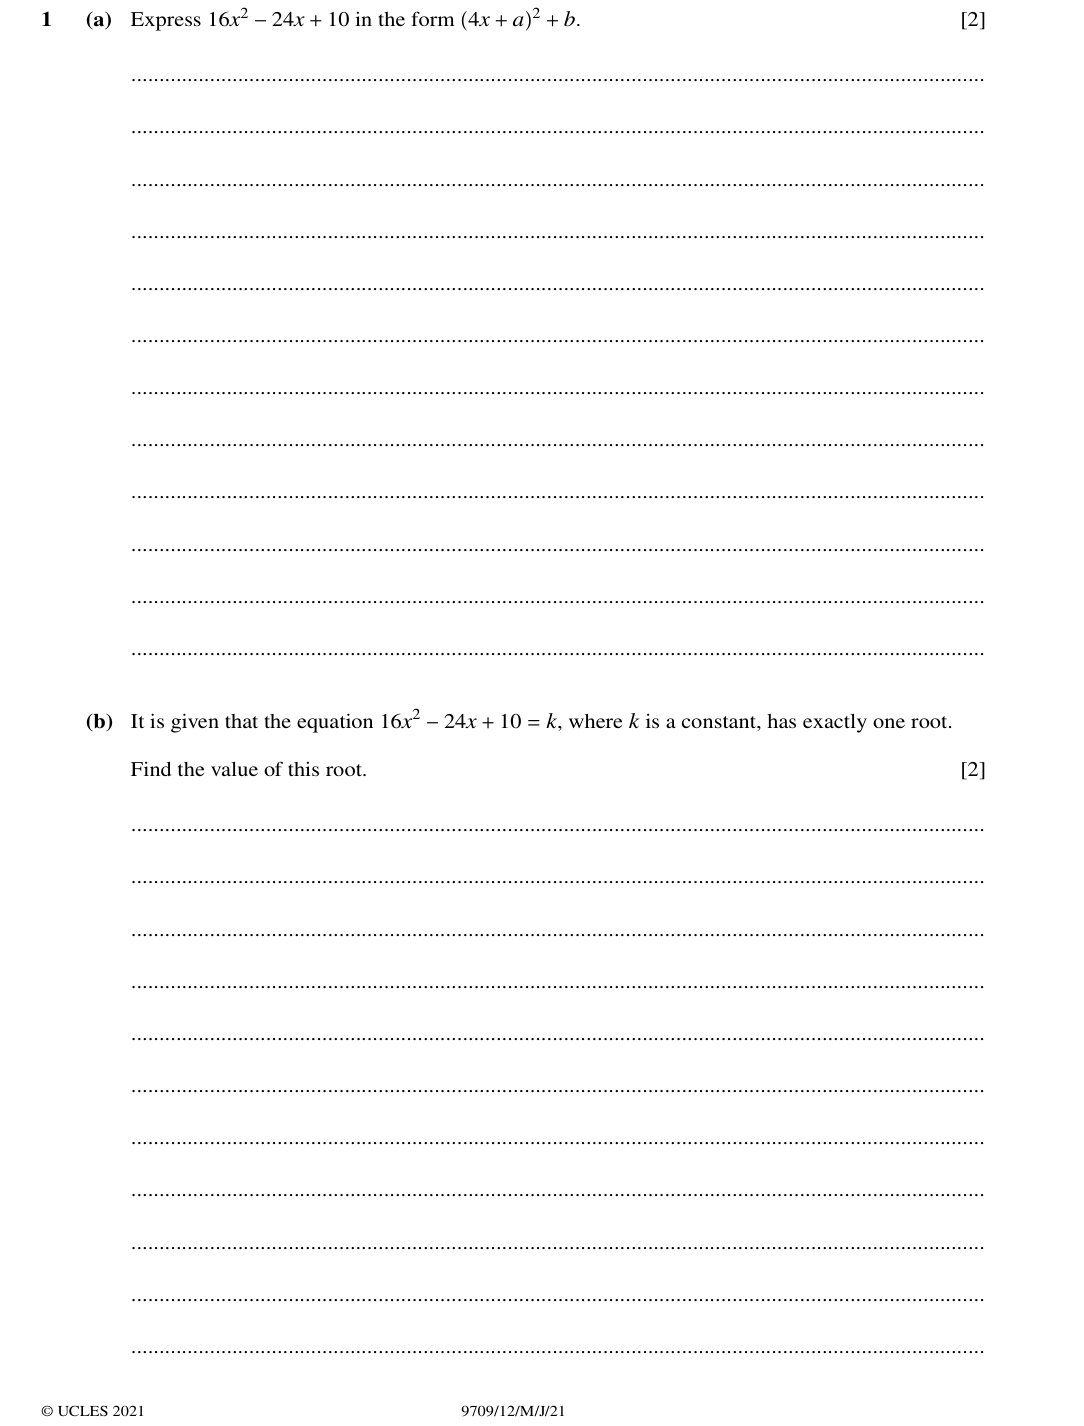 1 (a) Express 16x² – 24x + 10 in the form (4x + a)² + b. [2]
(b) It is given that the equation 16x² – 24x + 10 = k, where k is a constant, has exactly one root.
Find the value of this root. [2]
© UCLES 2021 9709/12/M/J/21